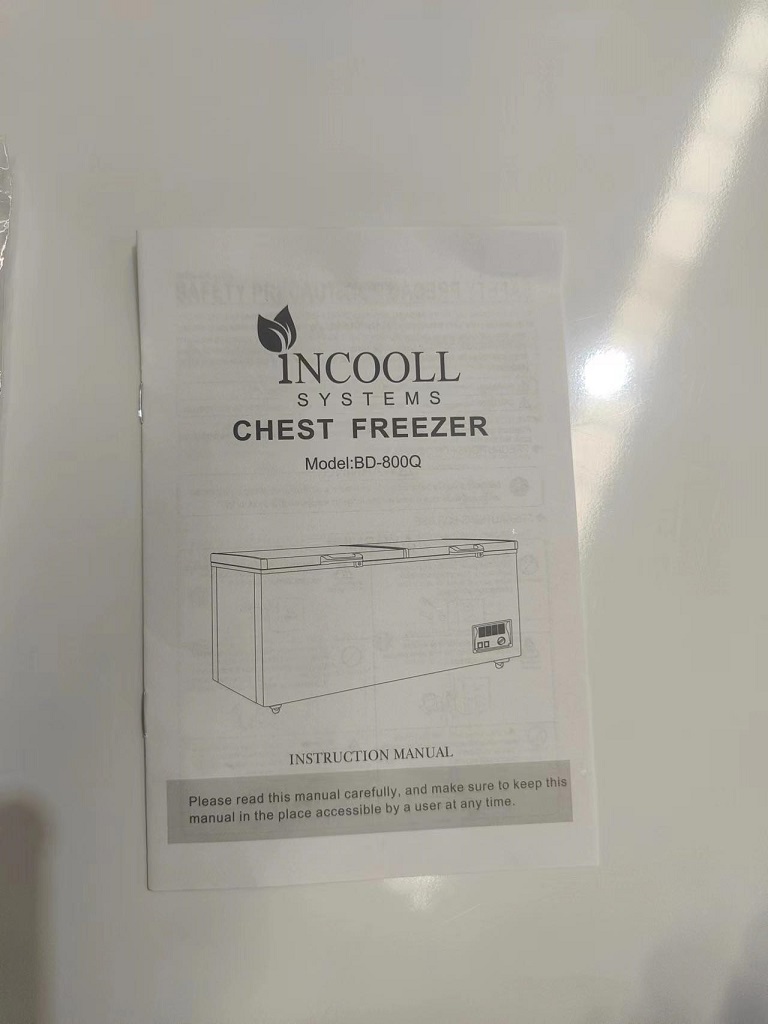 iNCOOLL
SYSTEMS
CHEST FREEZER
Model:BD-800Q
INSTRUCTION MANUAL
Please read this manual carefully, and make sure to keep this
manual in the place accessible by a user at any time.